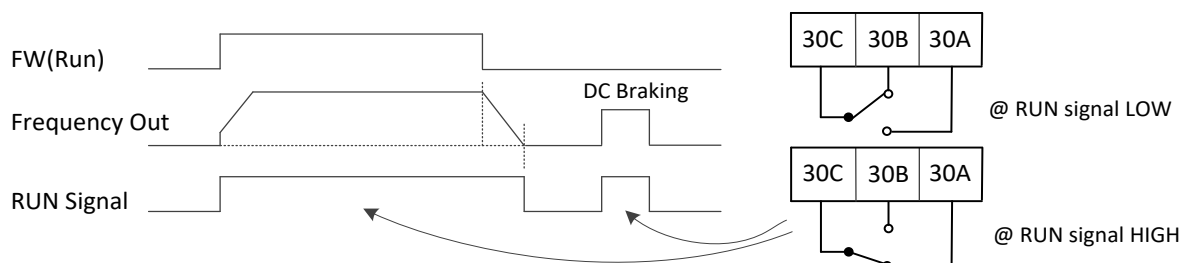 FW(Run)
Frequency Out
DC Braking
RUN Signal
30C 30B 30A
@ RUN signal LOW
30C 30B 30A
@ RUN signal HIGH